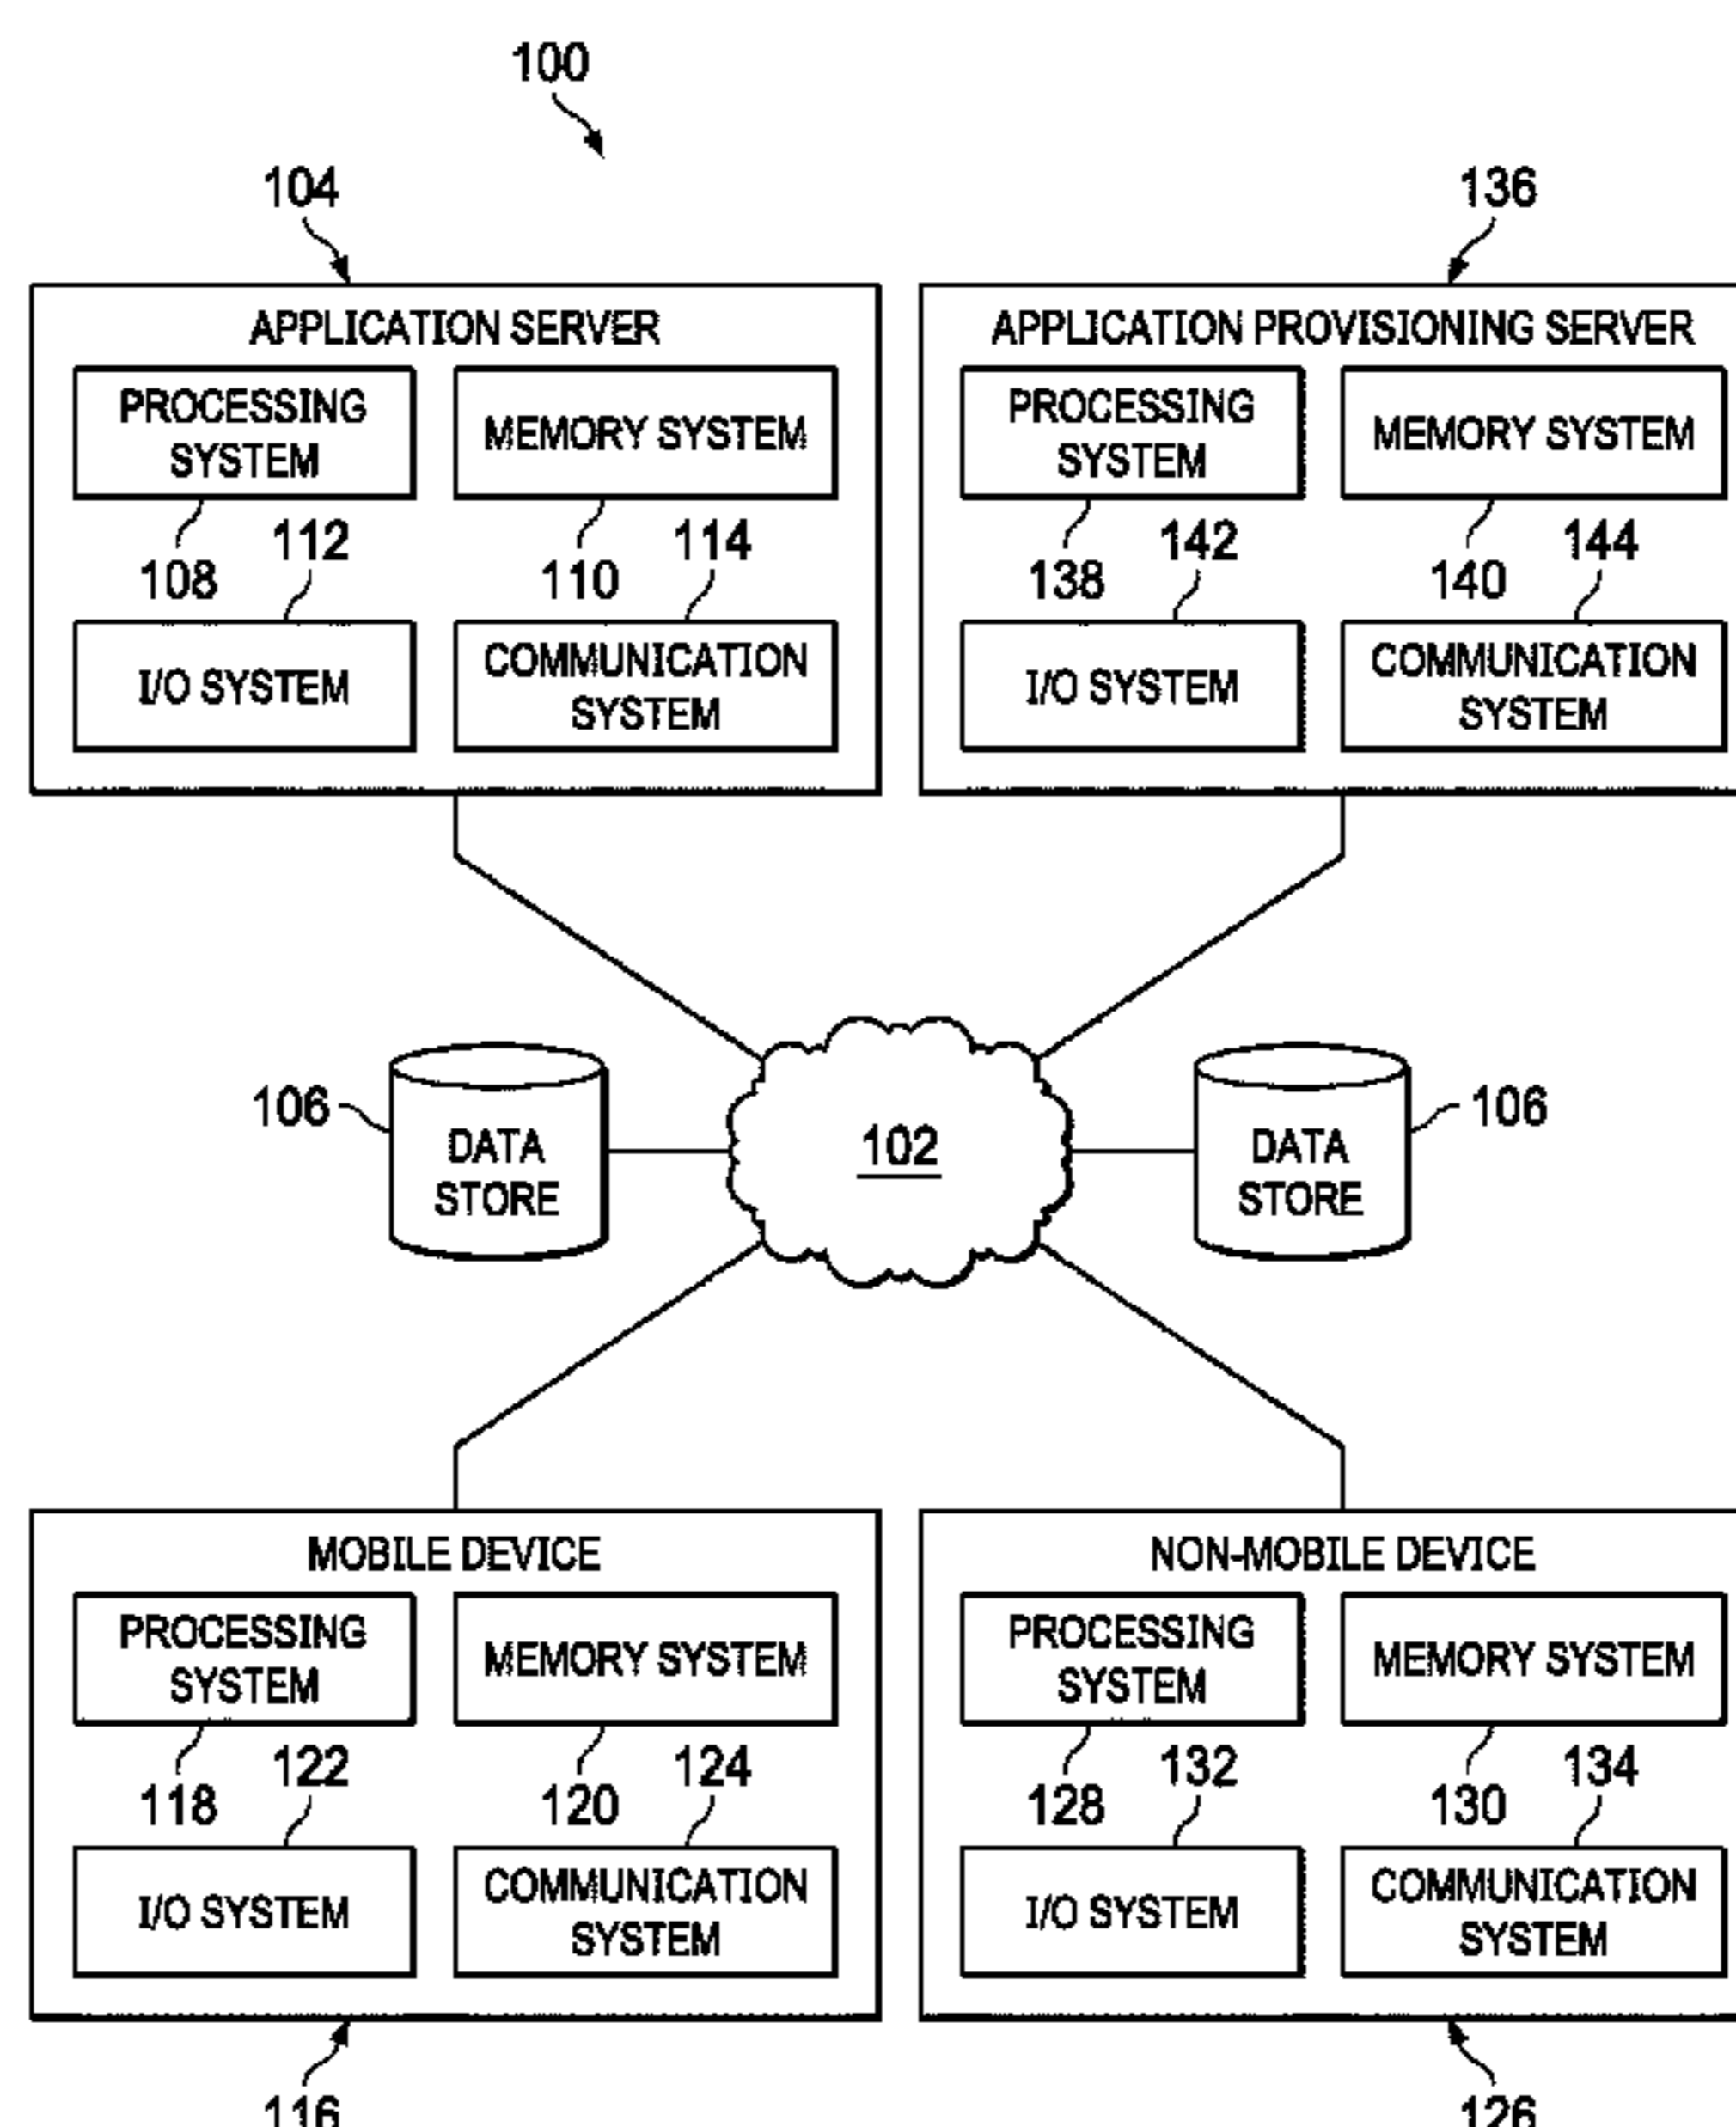 100
104
136
APPLICATION SERVER
PROCESSING
SYSTEM
MEMORY SYSTEM
108
112
110
114
I/O SYSTEM
COMMUNICATION
SYSTEM
APPLICATION PROVISIONING SERVER
PROCESSING
SYSTEM
MEMORY SYSTEM
138
142
140
144
I/O SYSTEM
COMMUNICATION
SYSTEM
106
DATA
STORE
102
DATA
STORE
106
MOBILE DEVICE
PROCESSING
SYSTEM
MEMORY SYSTEM
118
122
120
124
I/O SYSTEM
COMMUNICATION
SYSTEM
NON-MOBILE DEVICE
PROCESSING
SYSTEM
MEMORY SYSTEM
128
132
130
134
I/O SYSTEM
COMMUNICATION
SYSTEM
116
126